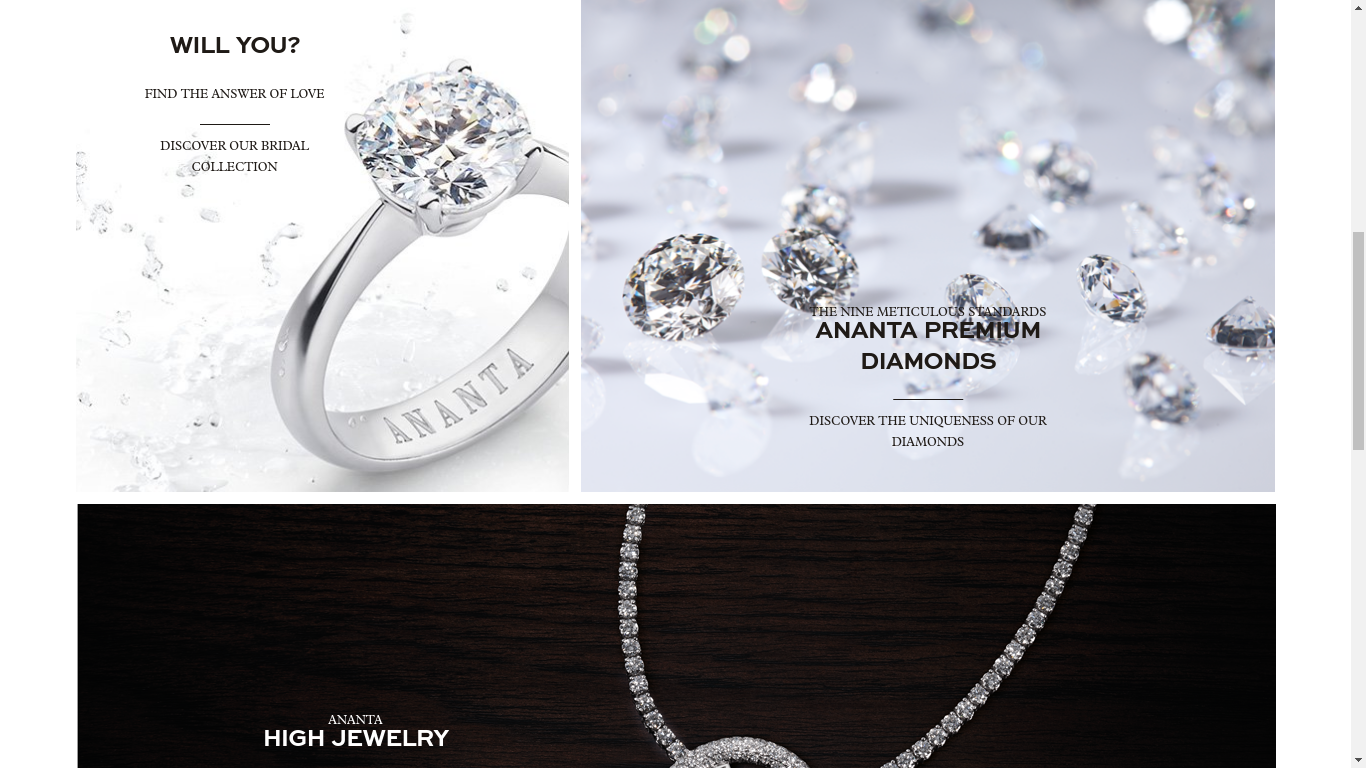 WILL YOU?
FIND THE ANSWER OF LOVE
DISCOVER OUR BRIDAL
COLLECTION
ANANTA
THE NINE METICULOUS STANDARDS
ANANTA PREMIUM
DIAMONDS
DISCOVER THE UNIQUENESS OF OUR
DIAMONDS
ANANTA
HIGH JEWELRY